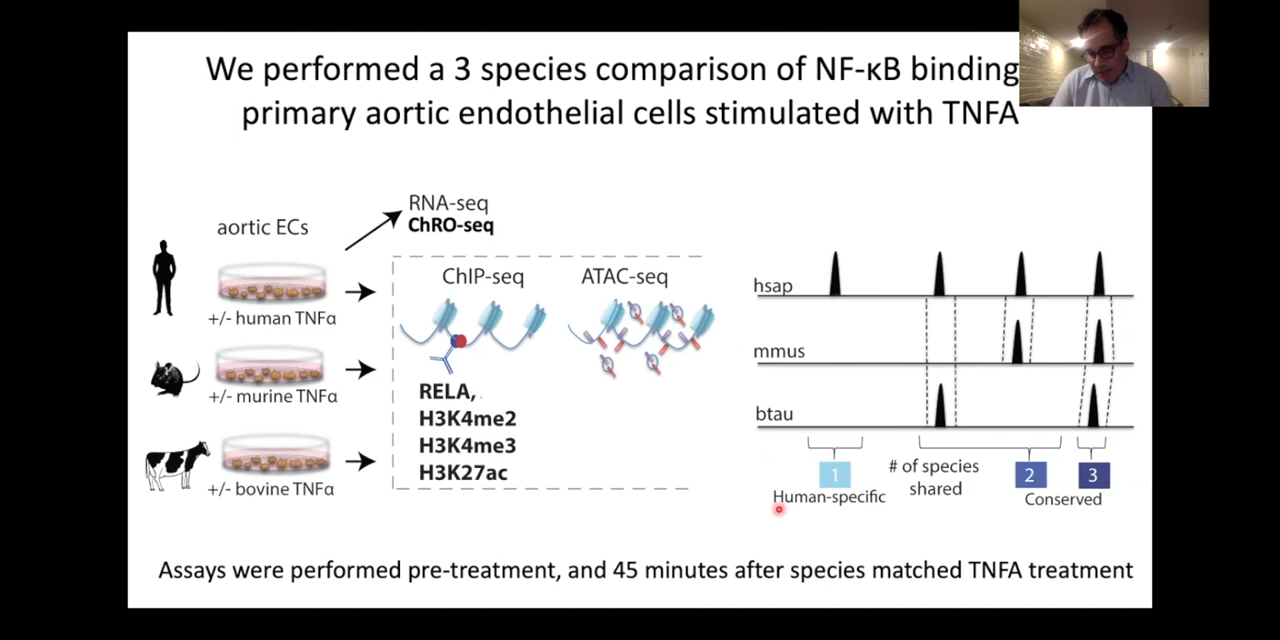 We performed a 3 species comparison of NF-κB binding
primary aortic endothelial cells stimulated with TNFA
RNA-seq
ChRO-seq
aortic ECs
+/- human TNFα
+/- murine TNFα
+/- bovine TNFα
ChIP-seq
ATAC-seq
RELA,
H3K4me2
H3K4me3
H3K27ac
hsap
mmus
btau
1
Human-specific
# of species
shared
2
3
Conserved
Assays were performed pre-treatment, and 45 minutes after species matched TNFA treatment